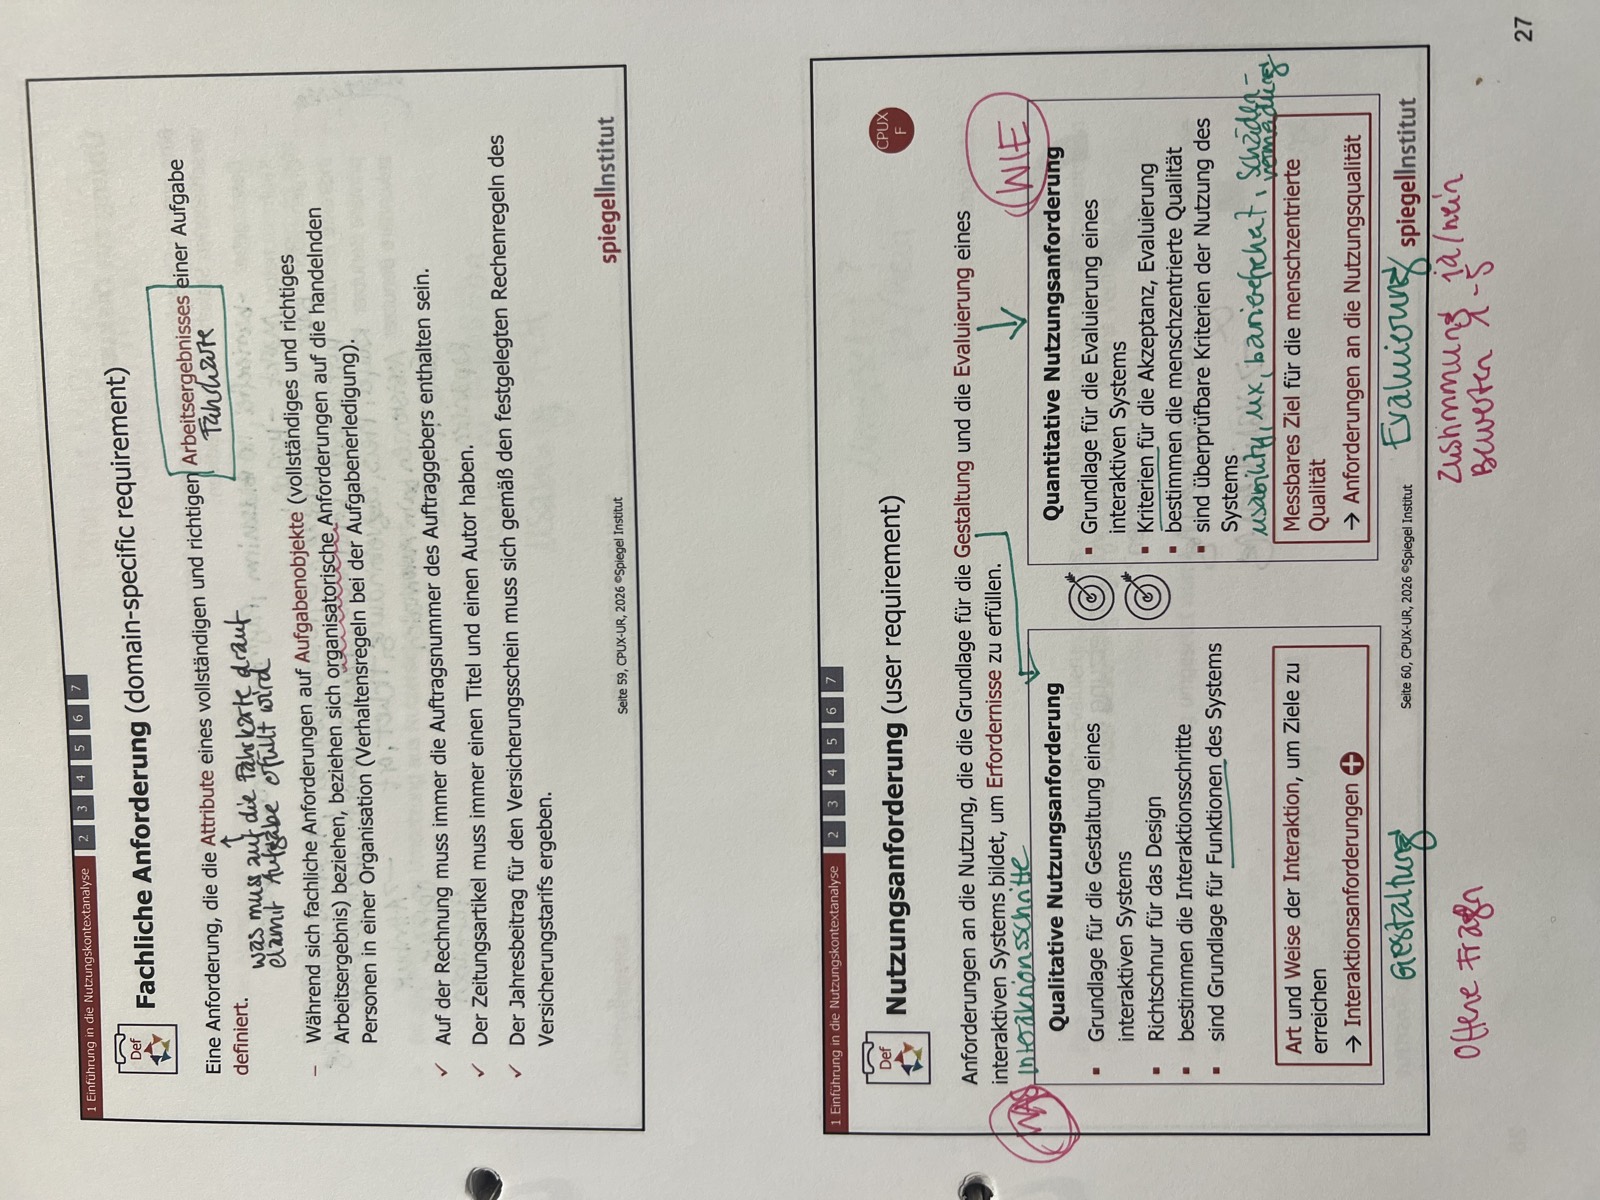 1 Einführung in die Nutzungskontextanalyse 2 3 4 5 6 7
Def
Fachliche Anforderung (domain-specific requirement)
Eine Anforderung, die die Attribute eines vollständigen und richtigen Arbeitsergebnisses einer Aufgabe
Fahrkarte
definiert.
was muss auf die Fahrkarte drauf,
damit Aufgabe erfüllt wird
– Während sich fachliche Anforderungen auf Aufgabenobjekte (vollständiges und richtiges
Arbeitsergebnis) beziehen, beziehen sich organisatorische Anforderungen auf die handelnden
Personen in einer Organisation (Verhaltensregeln bei der Aufgabenerledigung).
✓ Auf der Rechnung muss immer die Auftragsnummer des Auftraggebers enthalten sein.
✓ Der Zeitungsartikel muss immer einen Titel und einen Autor haben.
✓ Der Jahresbeitrag für den Versicherungsschein muss sich gemäß den festgelegten Rechenregeln des
Versicherungstarifs ergeben.
Seite 59, CPUX-UR, 2026 ©Spiegel Institut
spiegelInstitut
1 Einführung in die Nutzungskontextanalyse 2 3 4 5 6 7
Def
Nutzungsanforderung (user requirement)
CPUX
F
Anforderungen an die Nutzung, die die Grundlage für die Gestaltung und die Evaluierung eines
interaktiven Systems bildet, um Erfordernisse zu erfüllen.
WAS
Interaktionsschritte
WIE
Qualitative Nutzungsanforderung
▪ Grundlage für die Gestaltung eines
interaktiven Systems
▪ Richtschnur für das Design
▪ bestimmen die Interaktionsschritte
▪ sind Grundlage für Funktionen des Systems
Art und Weise der Interaktion, um Ziele zu
erreichen
→ Interaktionsanforderungen +
Gestaltung
Offene Fragen
Quantitative Nutzungsanforderung
▪ Grundlage für die Evaluierung eines
interaktiven Systems
▪ Kriterien für die Akzeptanz, Evaluierung
▪ bestimmen die menschzentrierte Qualität
▪ sind überprüfbare Kriterien der Nutzung des
Systems
usability, ux, barrierefreheit, Schäden-
vermeidung
Messbares Ziel für die menschzentrierte
Qualität
→ Anforderungen an die Nutzungsqualität
Evaluierung
Seite 60, CPUX-UR, 2026 ©Spiegel Institut
spiegelInstitut
Zustimmung ja/nein
Bewerten 1-5
27